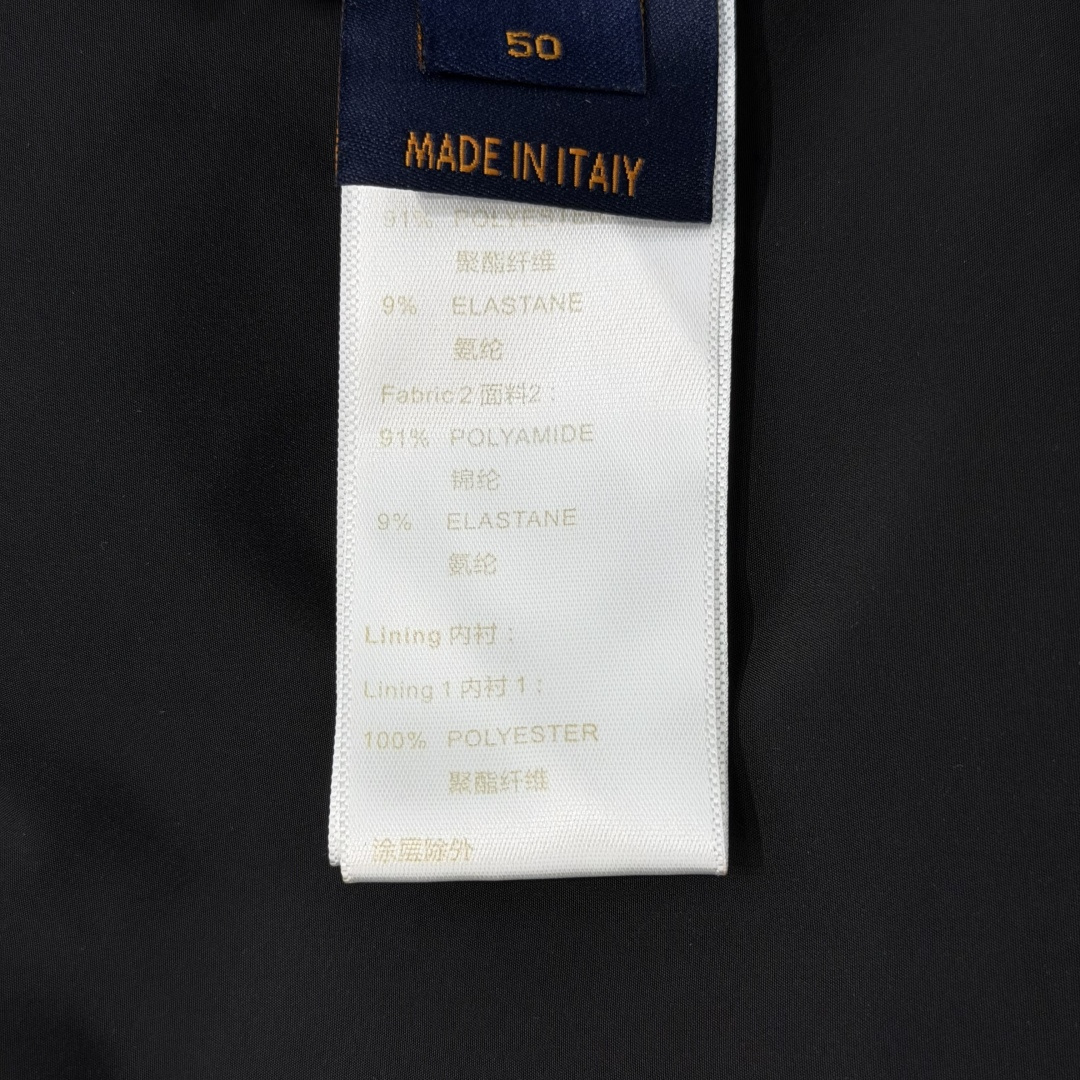 50
MADE IN ITAIY
91% POLYESTER
聚酯纤维
9% ELASTANE
氨纶
Fabric 2 面料2：
91% POLYAMIDE
锦纶
9% ELASTANE
氨纶
Lining 内衬：
Lining 1 内衬 1：
100% POLYESTER
聚酯纤维
涂层除外